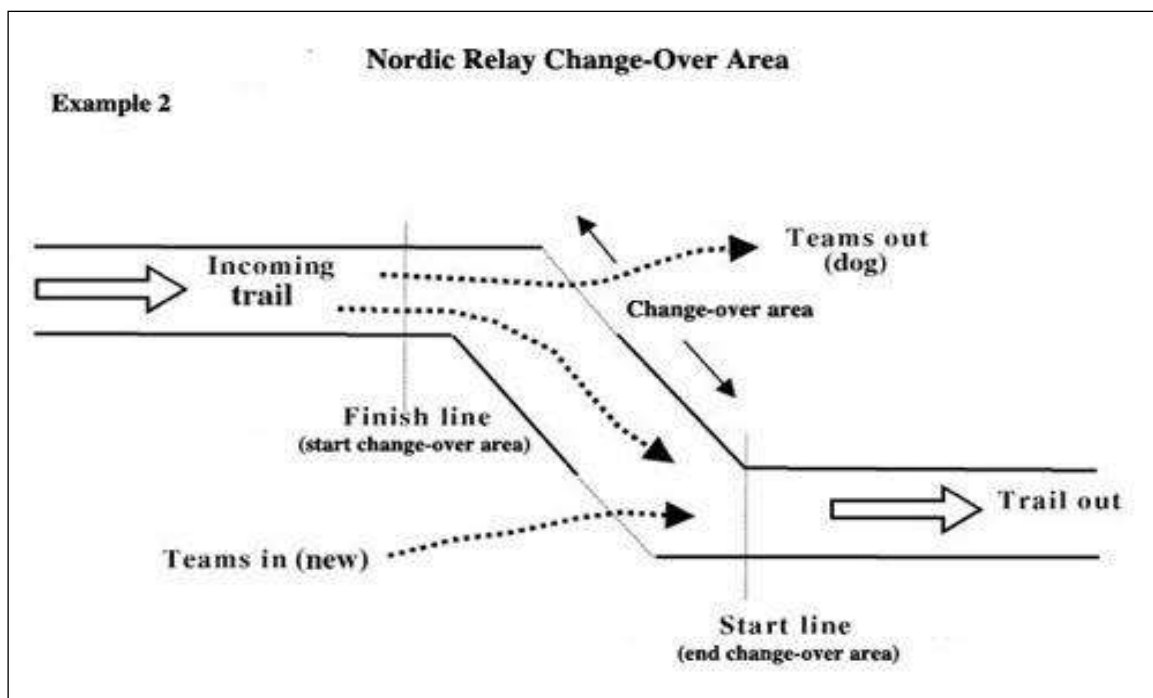 Nordic Relay Change-Over Area
Example 2
Incoming
trail
Teams out
(dog)
Change-over area
Finish line
(start change-over area)
Trail out
Teams in (new)
Start line
(end change-over area)